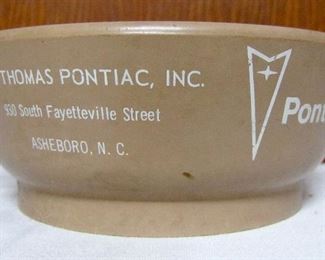 THOMAS PONTIAC, INC.
930 South Fayetteville Street
ASHEBORO, N. C.
Pont